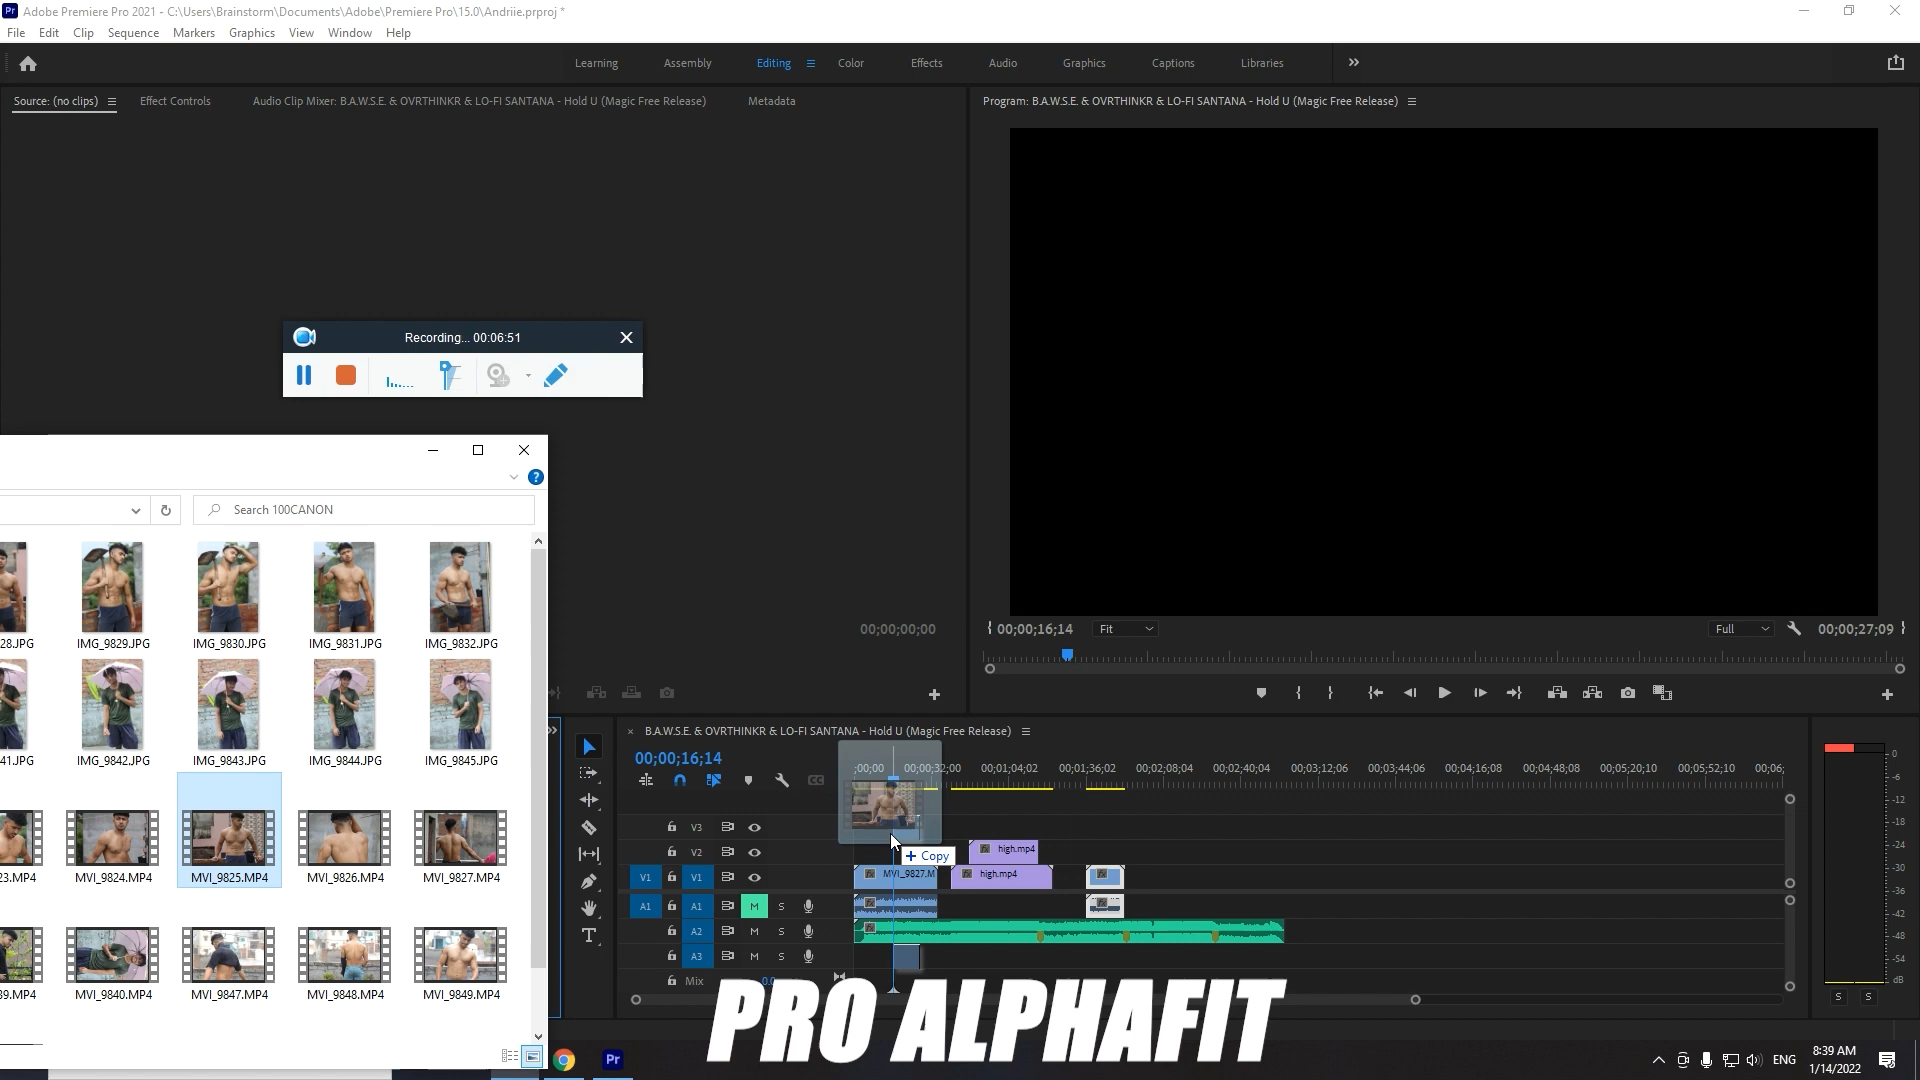 Pr Adobe Premiere Pro 2021 - C:\Users\Brainstorm\Documents\Adobe\Premiere Pro\15.0\Andriie.prproj *
File Edit Clip Sequence Markers Graphics View Window Help
Learning Assembly Editing Color Effects Audio Graphics Captions Libraries
Source: (no clips) Effect Controls Audio Clip Mixer: B.A.W.S.E. & OVRTHINKR & LO-FI SANTANA - Hold U (Magic Free Release) Metadata
Program: B.A.W.S.E. & OVRTHINKR & LO-FI SANTANA - Hold U (Magic Free Release)
Recording... 00:06:51
Search 100CANON
28.JPG IMG_9829.JPG IMG_9830.JPG IMG_9831.JPG IMG_9832.JPG
41.JPG IMG_9842.JPG IMG_9843.JPG IMG_9844.JPG IMG_9845.JPG
23.MP4 MVI_9824.MP4 MVI_9825.MP4 MVI_9826.MP4 MVI_9827.MP4
39.MP4 MVI_9840.MP4 MVI_9847.MP4 MVI_9848.MP4 MVI_9849.MP4
00;00;00;00
00;00;16;14 Fit Full 00;00;27;09
× B.A.W.S.E. & OVRTHINKR & LO-FI SANTANA - Hold U (Magic Free Release)
00;00;16;14
;00;00 00;00;32;00 00;01;04;02 00;01;36;02 00;02;08;04 00;02;40;04 00;03;12;06 00;03;44;06 00;04;16;08 00;04;48;08 00;05;20;10 00;05;52;10 00;06;
V3
V2 high.mp4
+ Copy
V1 V1 MVI_9827.M high.mp4
A1 A1 M S
A2 M S
A3 M S
Mix 0.0
0
-6
-12
-18
-24
-30
-36
-42
-48
-54
dB
S S
PRO ALPHAFIT
Pr
ENG
8:39 AM
1/14/2022